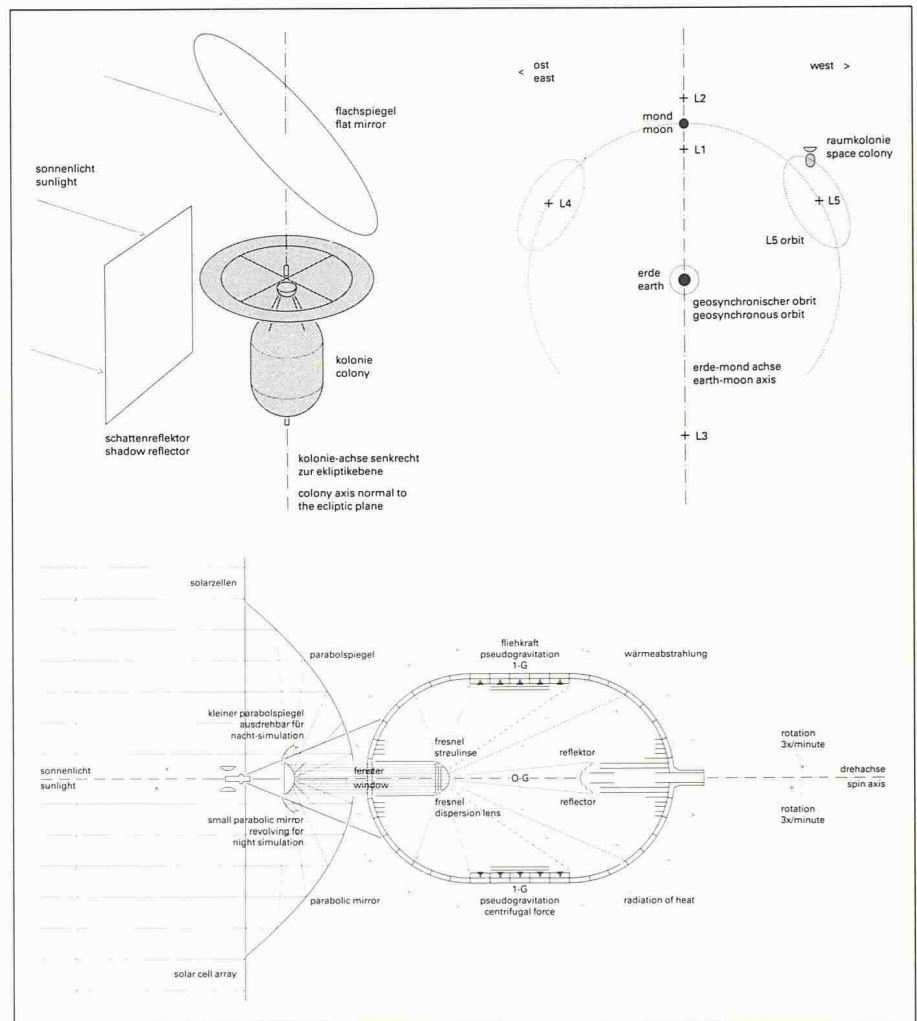 flachspiegel
flat mirror
sonnenlicht
sunlight
kolonie
colony
schattenreflektor
shadow reflector
kolonie-achse senkrecht
zur ekliptikebene
colony axis normal to
the ecliptic plane
< ost
east
west >
+ L2
mond
moon
+ L1
raumkolonie
space colony
+ L4
+ L5
L5 orbit
erde
earth
geosynchronischer obrit
geosynchronous orbit
erde-mond achse
earth-moon axis
+ L3
solarzellen
parabolspiegel
fliehkraft
pseudogravitation
1-G
wärmeabstrahlung
kleiner parabolspiegel
ausdrehbar für
nacht-simulation
fresnel
streulinse
reflektor
rotation
3x/minute
sonnenlicht
sunlight
fenster
window
O-G
drehachse
spin axis
fresnel
dispersion lens
reflector
rotation
3x/minute
small parabolic mirror
revolving for
night simulation
parabolic mirror
1-G
pseudogravitation
centrifugal force
radiation of heat
solar cell array